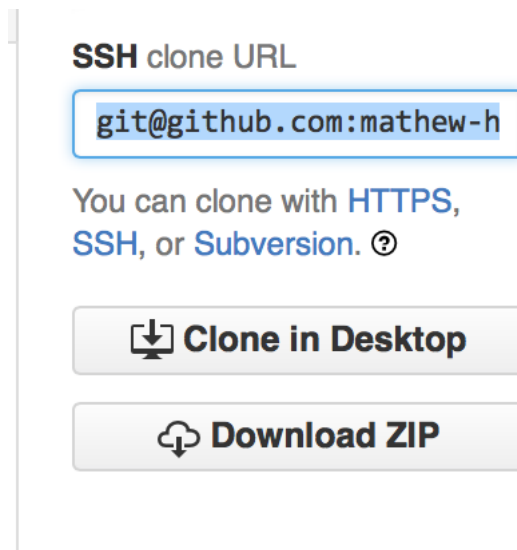 SSH clone URL
git@github.com:mathew-h
You can clone with HTTPS,
SSH, or Subversion. ?
Clone in Desktop
Download ZIP